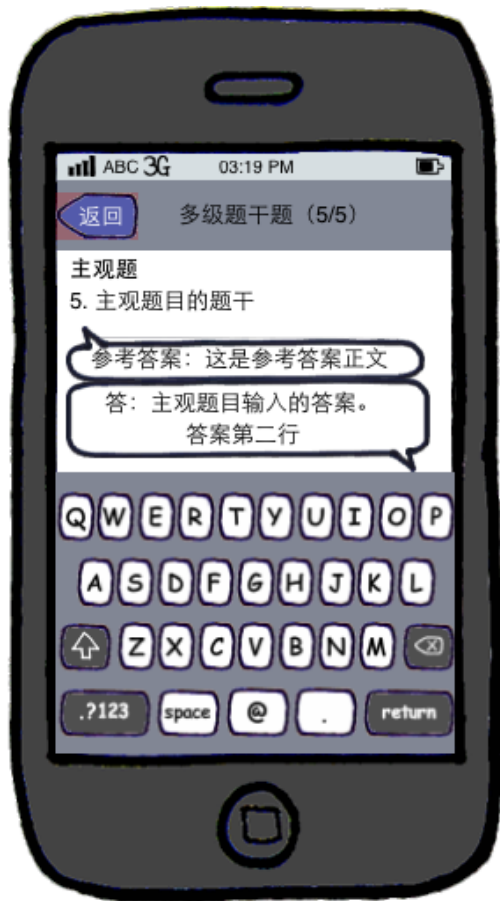 ABC 3G 03:19 PM
返回 多级题干题（5/5）
主观题
5. 主观题目的题干
参考答案：这是参考答案正文
答：主观题目输入的答案。
答案第二行
Q W E R T Y U I O P
A S D F G H J K L
Z X C V B N M
.?123 space @ . return